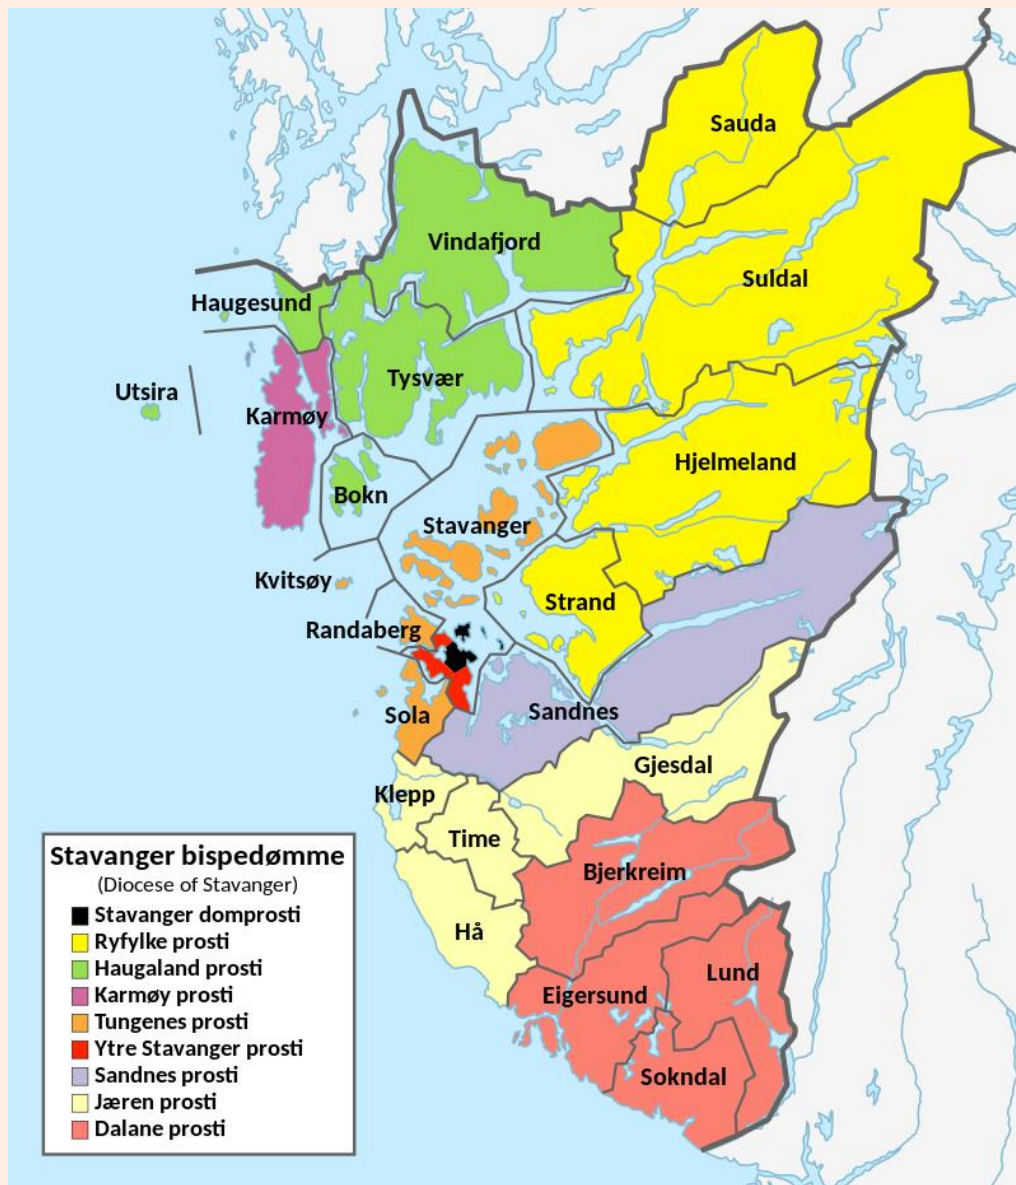 Sauda
Vindafjord
Suldal
Haugesund
Utsira
Tysvær
Karmøy
Hjelmeland
Bokn
Stavanger
Kvitsøy
Strand
Randaberg
Sola
Sandnes
Gjesdal
Klepp
Time
Bjerkreim
Hå
Lund
Eigersund
Sokndal
Stavanger bispedømme
(Diocese of Stavanger)
Stavanger domprosti
Ryfylke prosti
Haugaland prosti
Karmøy prosti
Tungenes prosti
Ytre Stavanger prosti
Sandnes prosti
Jæren prosti
Dalane prosti